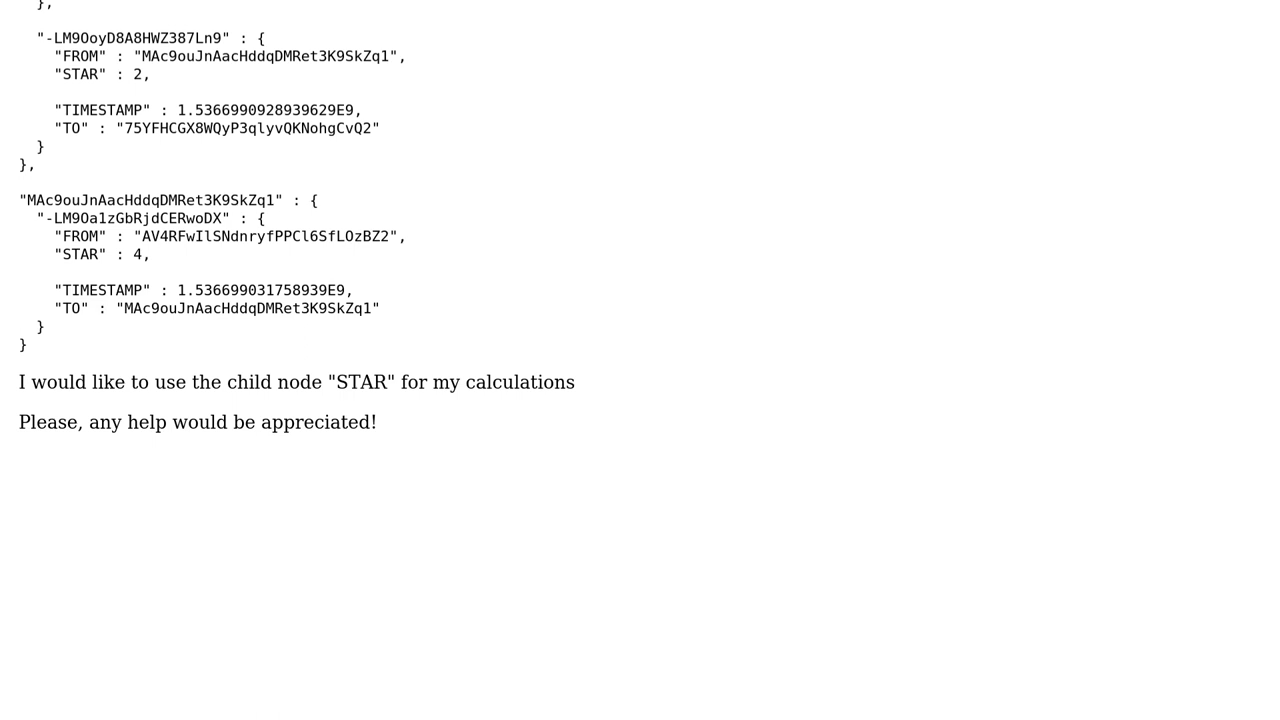 },
"-LM9OoyD8A8HWZ387Ln9" : {
"FROM" : "MAc9ouJnAacHddqDMRet3K9SkZq1",
"STAR" : 2,
"TIMESTAMP" : 1.5366990928939629E9,
"TO" : "75YFHCGX8WQyP3qlyvQKNohgCvQ2"
}
},
"MAc9ouJnAacHddqDMRet3K9SkZq1" : {
"-LM9Oa1zGbRjdCERwoDX" : {
"FROM" : "AV4RFwIlSNdnryfPPCl6SfLOzBZ2",
"STAR" : 4,
"TIMESTAMP" : 1.536699031758939E9,
"TO" : "MAc9ouJnAacHddqDMRet3K9SkZq1"
}
}
I would like to use the child node "STAR" for my calculations
Please, any help would be appreciated!